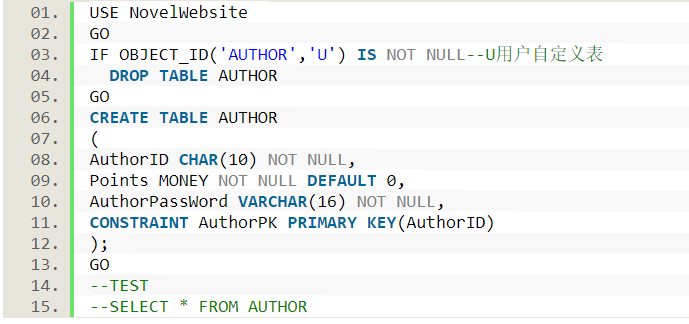 01. USE NovelWebsite
02. GO
03. IF OBJECT_ID('AUTHOR','U') IS NOT NULL--U用户自定义表
04.   DROP TABLE AUTHOR
05. GO
06. CREATE TABLE AUTHOR
07. (
08. AuthorID CHAR(10) NOT NULL,
09. Points MONEY NOT NULL DEFAULT 0,
10. AuthorPassWord VARCHAR(16) NOT NULL,
11. CONSTRAINT AuthorPK PRIMARY KEY(AuthorID)
12. );
13. GO
14. --TEST
15. --SELECT * FROM AUTHOR